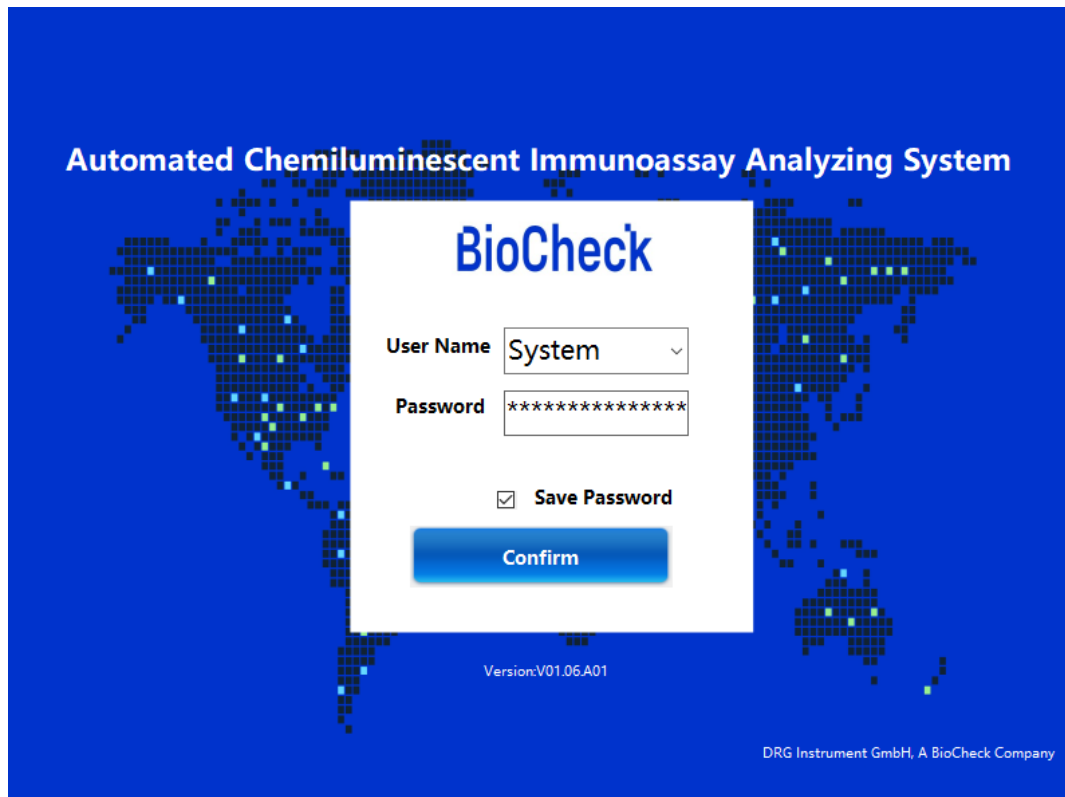 Automated Chemiluminescent Immunoassay Analyzing System
BioCheck
User Name System
Password ***************
Save Password
Confirm
Version:V01.06.A01
DRG Instrument GmbH, A BioCheck Company